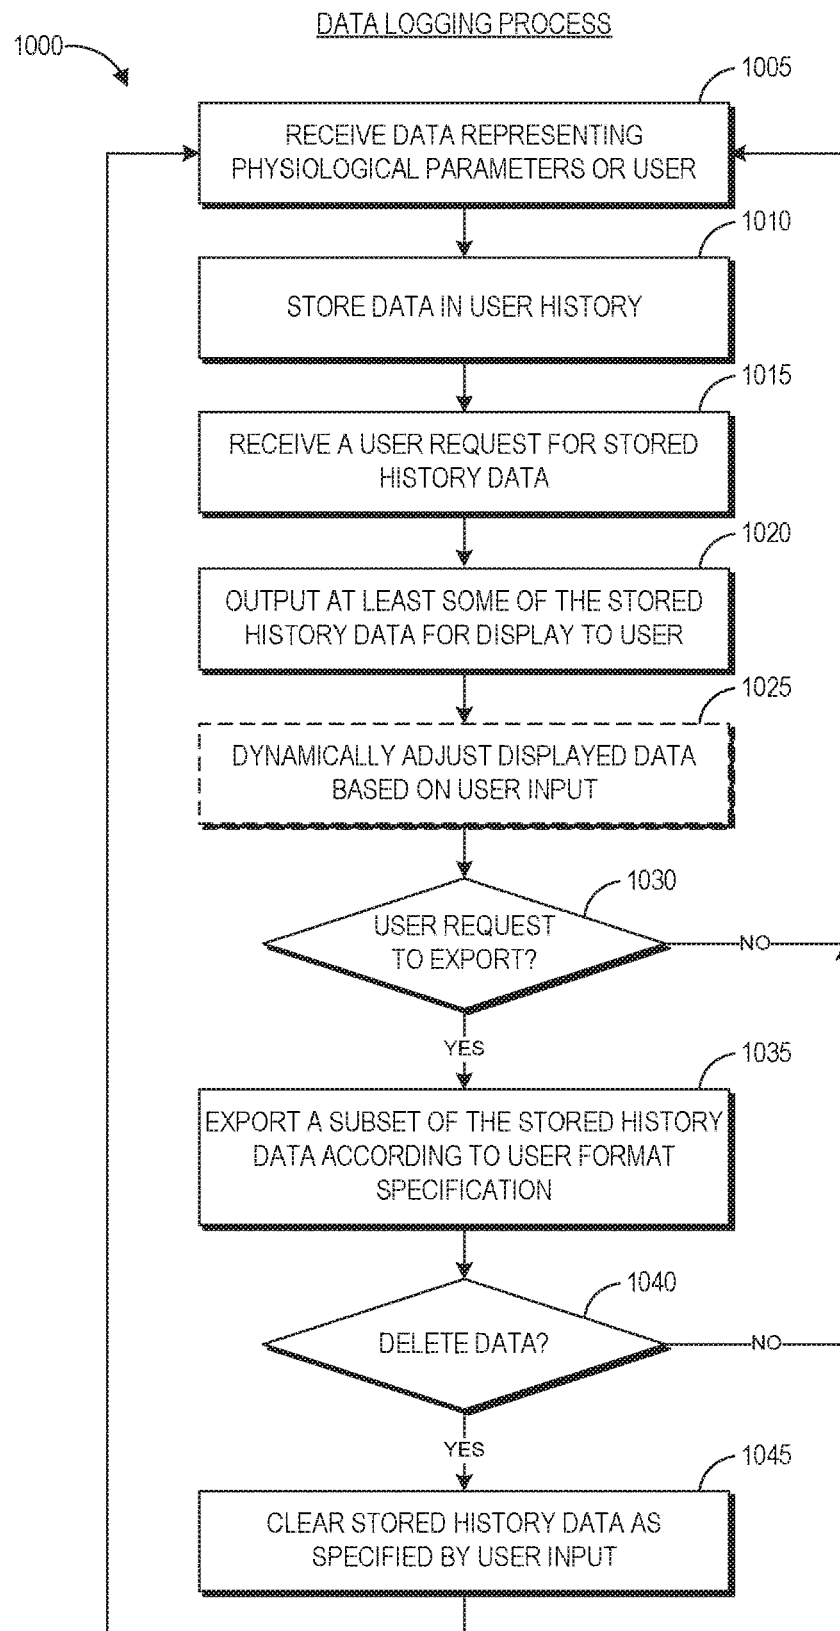 DATA LOGGING PROCESS
1000
1005
RECEIVE DATA REPRESENTING
PHYSIOLOGICAL PARAMETERS OR USER
1010
STORE DATA IN USER HISTORY
1015
RECEIVE A USER REQUEST FOR STORED
HISTORY DATA
1020
OUTPUT AT LEAST SOME OF THE STORED
HISTORY DATA FOR DISPLAY TO USER
1025
DYNAMICALLY ADJUST DISPLAYED DATA
BASED ON USER INPUT
1030
USER REQUEST
TO EXPORT?
NO
YES
1035
EXPORT A SUBSET OF THE STORED HISTORY
DATA ACCORDING TO USER FORMAT
SPECIFICATION
1040
DELETE DATA?
NO
YES
1045
CLEAR STORED HISTORY DATA AS
SPECIFIED BY USER INPUT